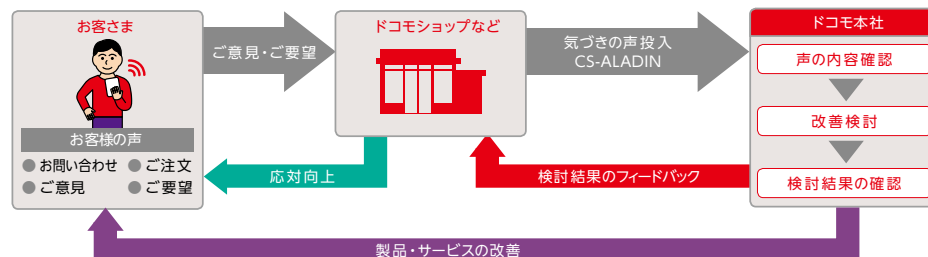 お客さま
お客様の声
● お問い合わせ ● ご注文
● ご意見 ● ご要望
ご意見・ご要望
ドコモショップなど
気づきの声投入
CS-ALADIN
ドコモ本社
声の内容確認
改善検討
検討結果の確認
応対向上
検討結果のフィードバック
製品・サービスの改善